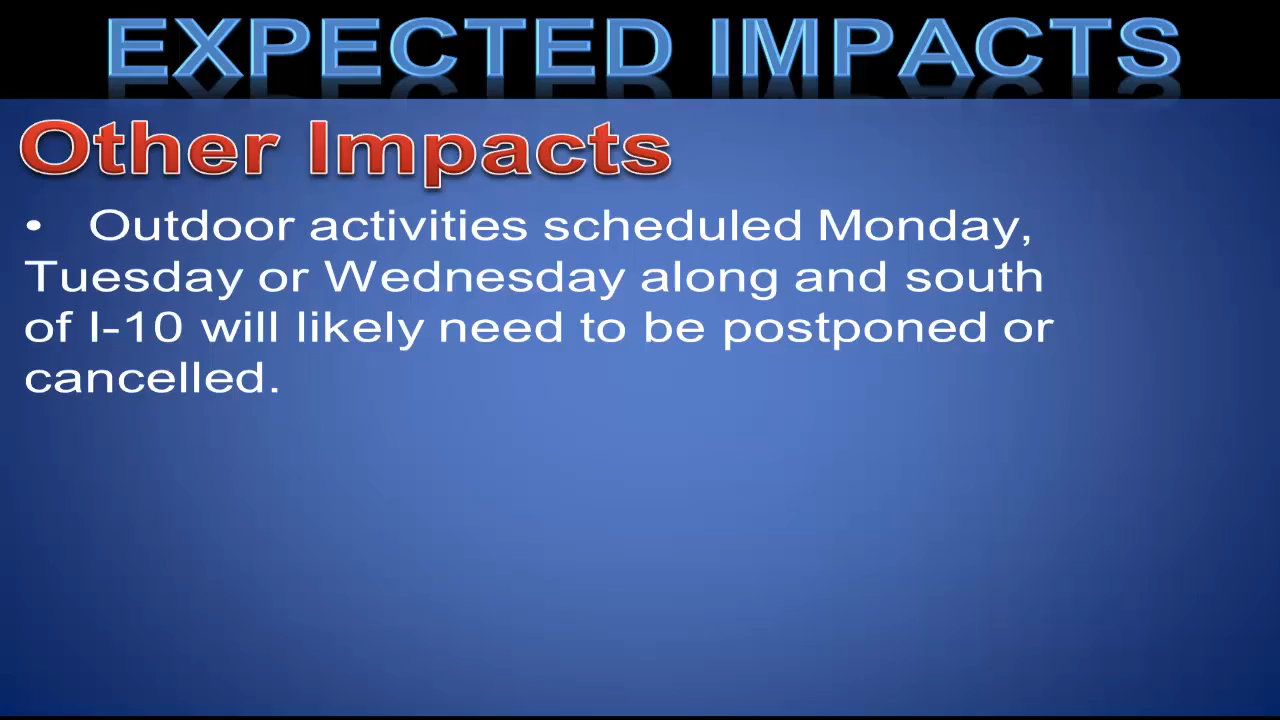 EXPECTED IMPACTS
Other Impacts
• Outdoor activities scheduled Monday,
Tuesday or Wednesday along and south
of I-10 will likely need to be postponed or
cancelled.